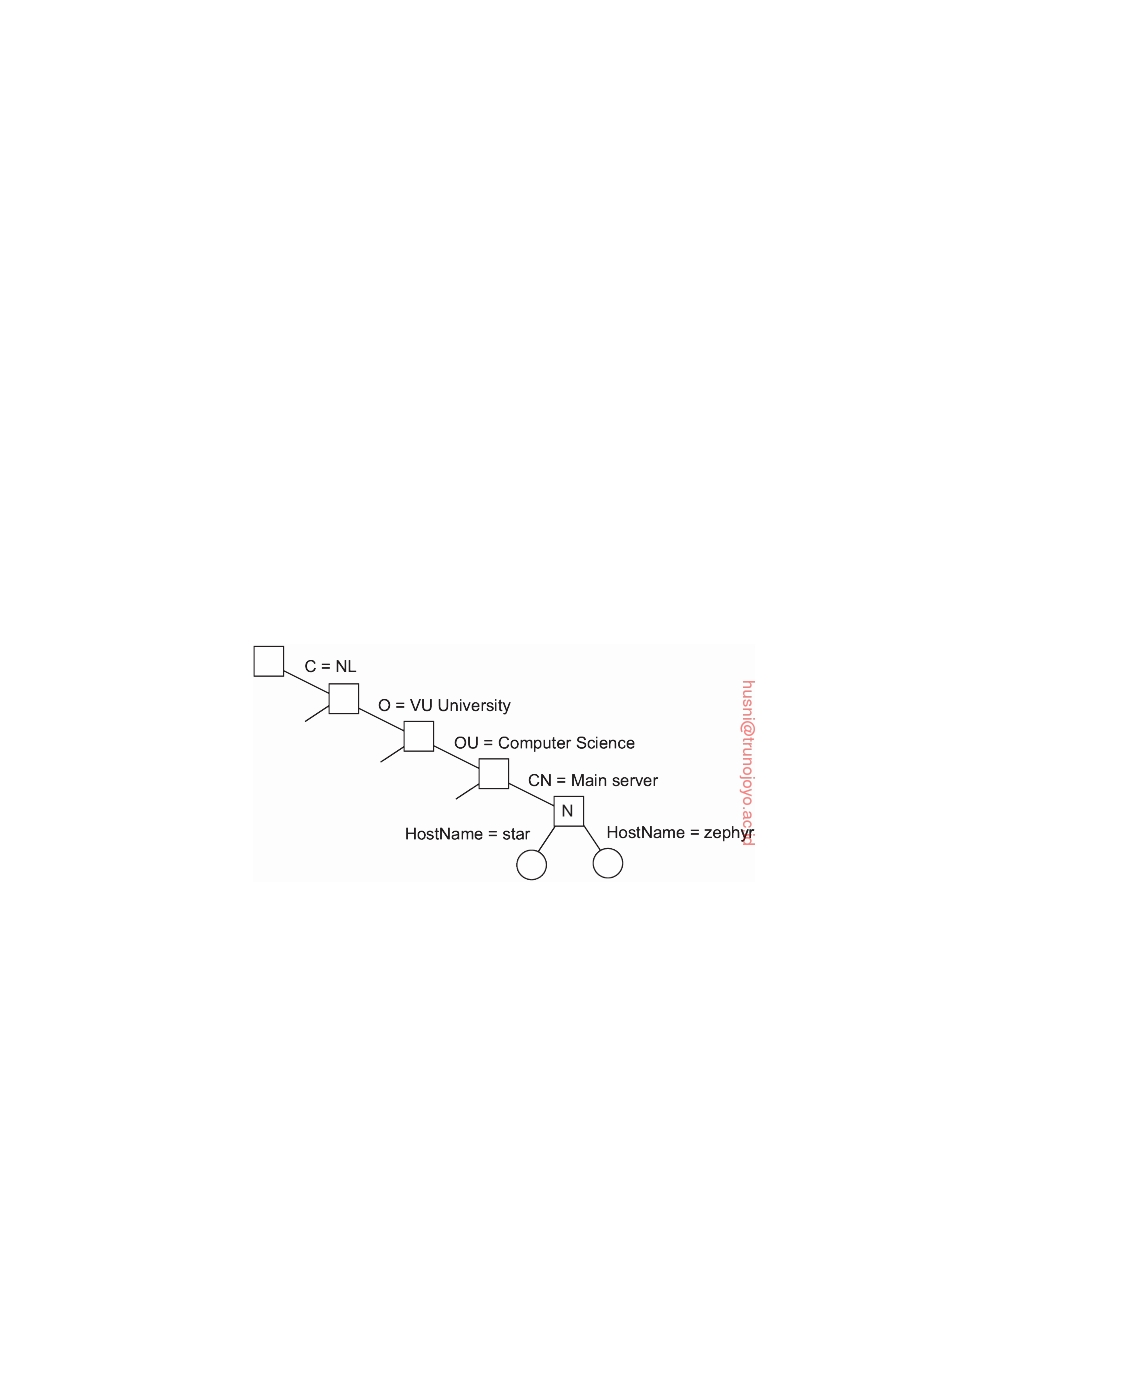 C = NL
O = VU University
OU = Computer Science
CN = Main server
N
HostName = star
HostName = zephyr
husni@trunojoyo.ac.id